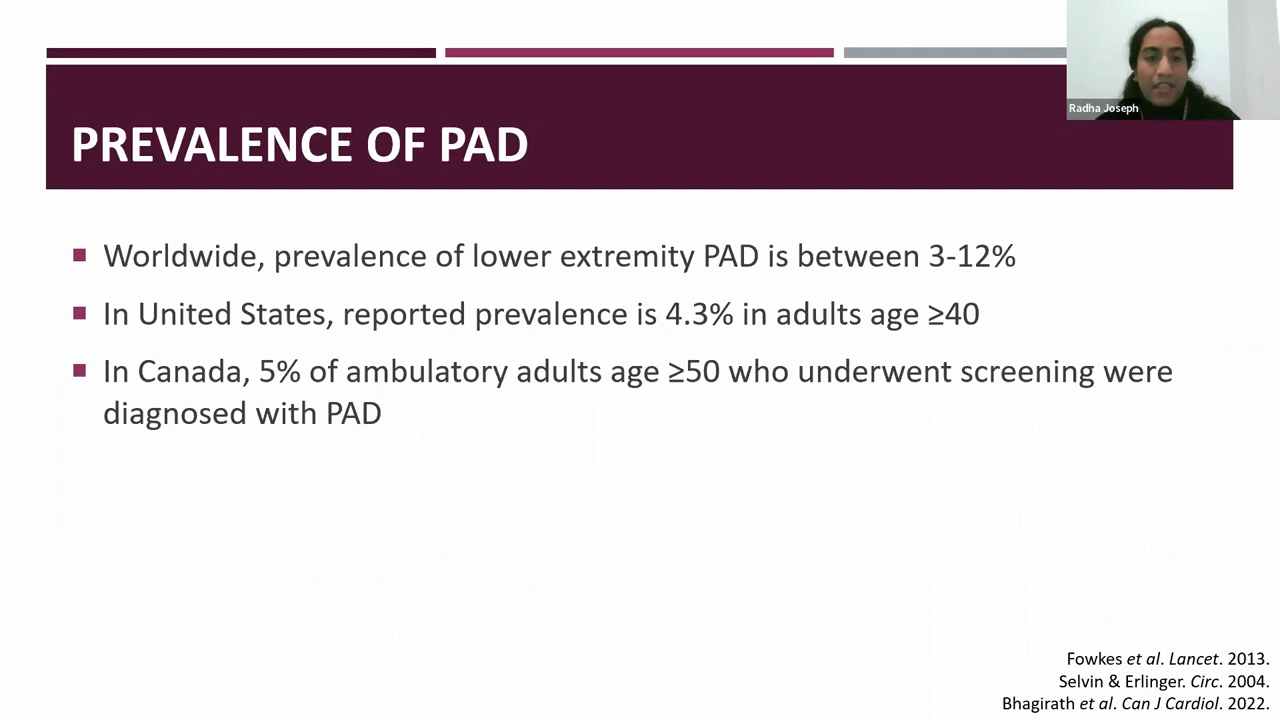 Radha Joseph
PREVALENCE OF PAD
Worldwide, prevalence of lower extremity PAD is between 3-12%
In United States, reported prevalence is 4.3% in adults age ≥40
In Canada, 5% of ambulatory adults age ≥50 who underwent screening were
diagnosed with PAD
Fowkes et al. Lancet. 2013.
Selvin & Erlinger. Circ. 2004.
Bhagirath et al. Can J Cardiol. 2022.